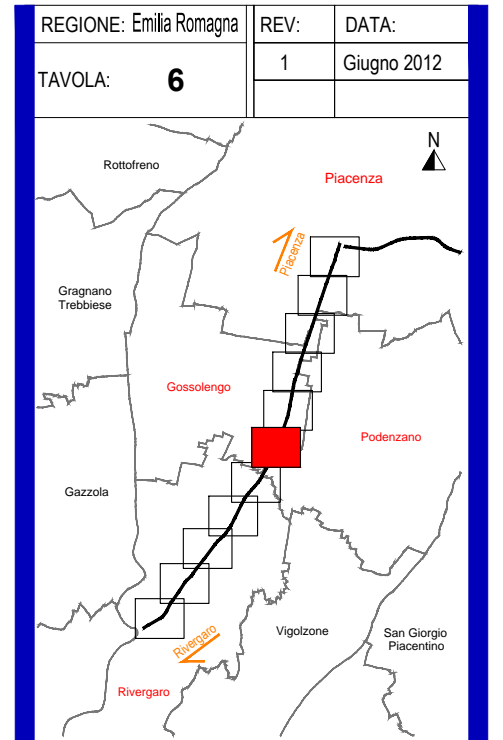 REGIONE: Emilia Romagna
REV:
DATA:
TAVOLA: 6
1
Giugno 2012
N
Rottofreno
Piacenza
Piacenza
Gragnano
Trebbiese
Gossolengo
Podenzano
Gazzola
Rivergaro
Vigolzone
San Giorgio
Piacentino
Rivergaro